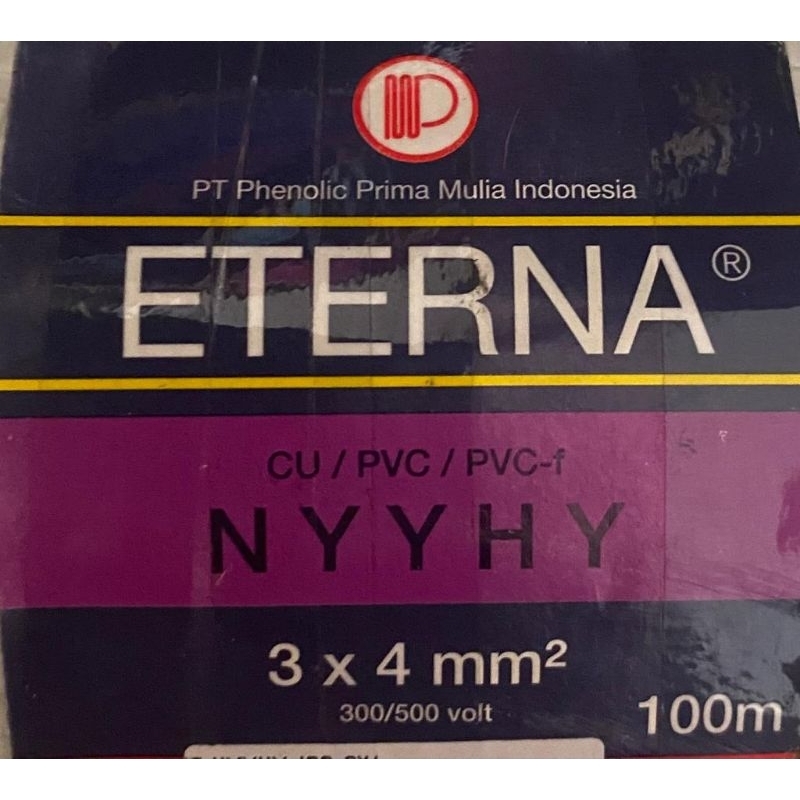 PT Phenolic Prima Mulia Indonesia
ETERNA®
CU / PVC / PVC-f
NYYHY
3 x 4 mm²
300/500 volt
100m